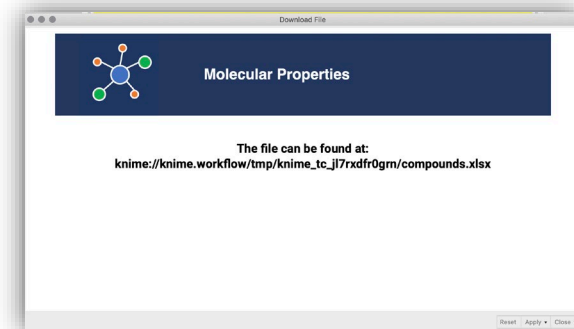 Download File
Molecular Properties
The file can be found at:
knime://knime.workflow/tmp/knime_tc_jl7rxdfr0grn/compounds.xlsx
Reset Apply ▾ Close